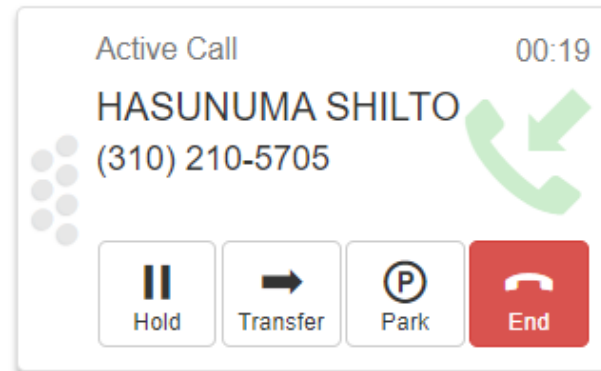 Active Call 00:19
HASUNUMA SHILTO
(310) 210-5705
Hold Transfer Park End